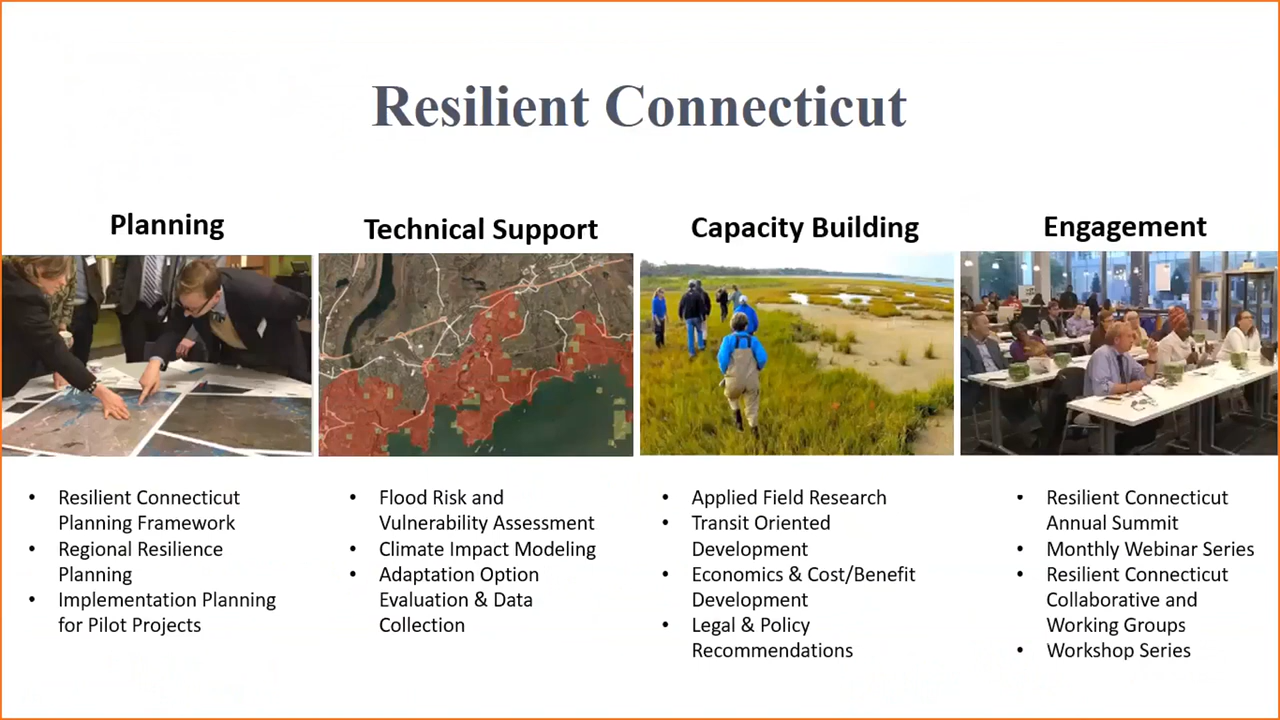 Resilient Connecticut
Planning
• Resilient Connecticut
Planning Framework
• Regional Resilience
Planning
• Implementation Planning
for Pilot Projects
Technical Support
• Flood Risk and
Vulnerability Assessment
• Climate Impact Modeling
• Adaptation Option
Evaluation & Data
Collection
Capacity Building
• Applied Field Research
• Transit Oriented
Development
• Economics & Cost/Benefit
Development
• Legal & Policy
Recommendations
Engagement
• Resilient Connecticut
Annual Summit
• Monthly Webinar Series
• Resilient Connecticut
Collaborative and
Working Groups
• Workshop Series